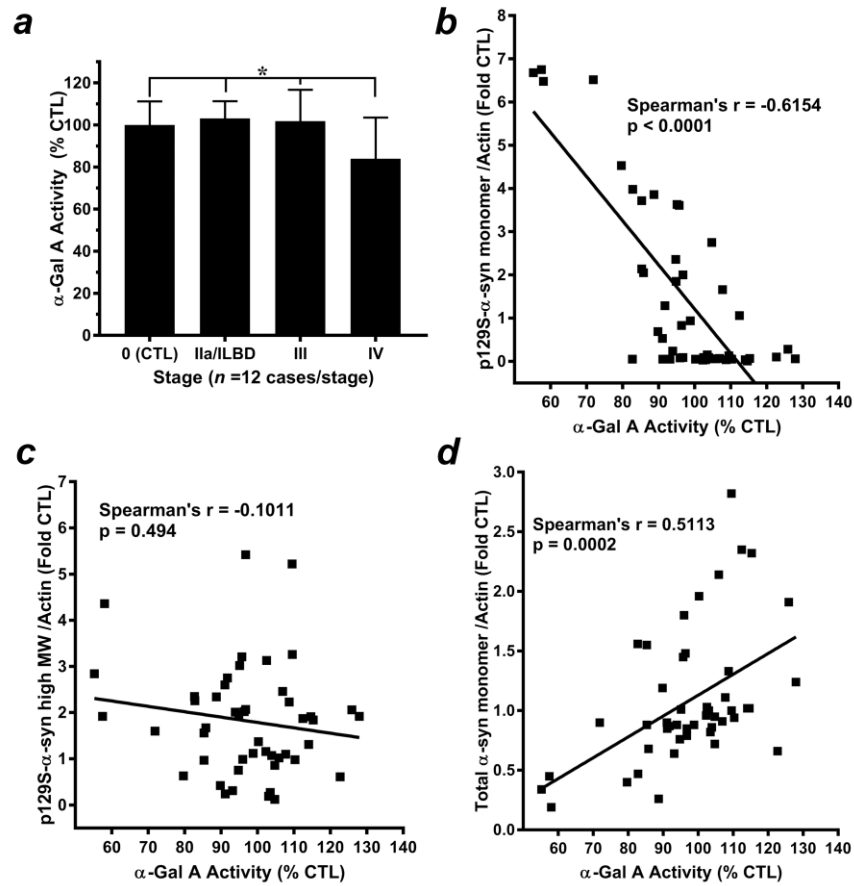 a
*
α-Gal A Activity (% CTL)
120
100
80
60
40
20
0
0 (CTL) IIa/ILBD III IV
Stage (n =12 cases/stage)
b
Spearman's r = -0.6154
p < 0.0001
p129S-α-syn monomer /Actin (Fold CTL)
8
7
6
5
4
3
2
1
0
60 70 80 90 100 110 120 130 140
α-Gal A Activity (% CTL)
c
Spearman's r = -0.1011
p = 0.494
p129S-α-syn high MW /Actin (Fold CTL)
7
6
5
4
3
2
1
0
60 70 80 90 100 110 120 130 140
α-Gal A Activity (% CTL)
d
Spearman's r = 0.5113
p = 0.0002
Total α-syn monomer /Actin (Fold CTL)
3.0
2.5
2.0
1.5
1.0
0.5
0.0
60 70 80 90 100 110 120 130 140
α-Gal A Activity (% CTL)